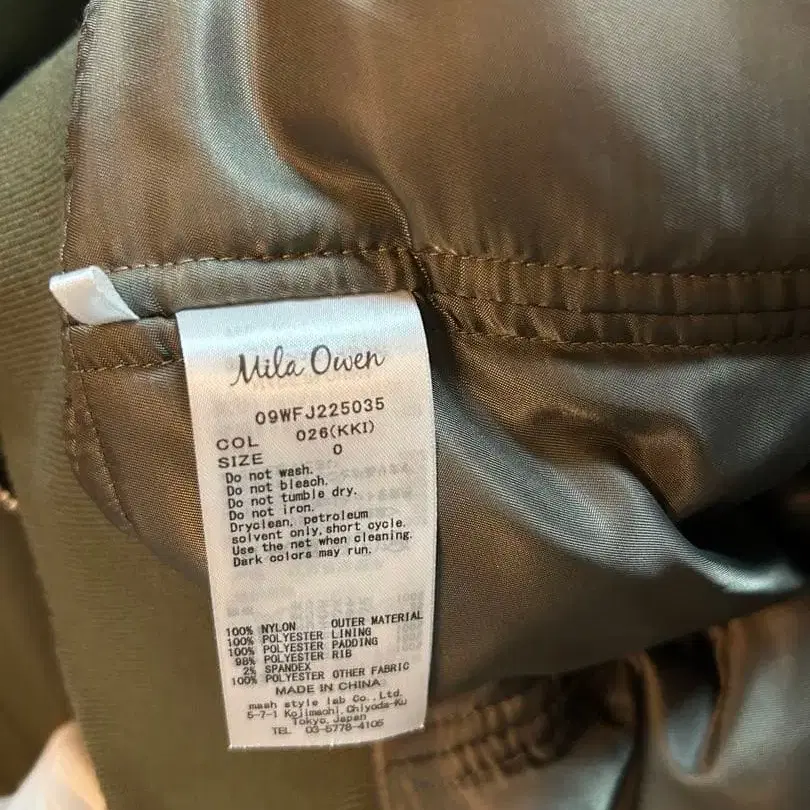 Mila Owen
09WFJ225035
COL 026(KKI)
SIZE 0
Do not wash.
Do not bleach.
Do not tumble dry.
Do not iron.
Dryclean, petroleum
solvent only, short cycle.
Use the net when cleaning.
Dark colors may run.
100% NYLON OUTER MATERIAL
100% POLYESTER LINING
100% POLYESTER PADDING
98% POLYESTER RIB
2% SPANDEX
100% POLYESTER OTHER FABRIC
MADE IN CHINA
mash style lab Co., Ltd.
5-7-1 Kojimachi, Chiyoda-Ku
Tokyo, Japan
TEL 03-5778-4105